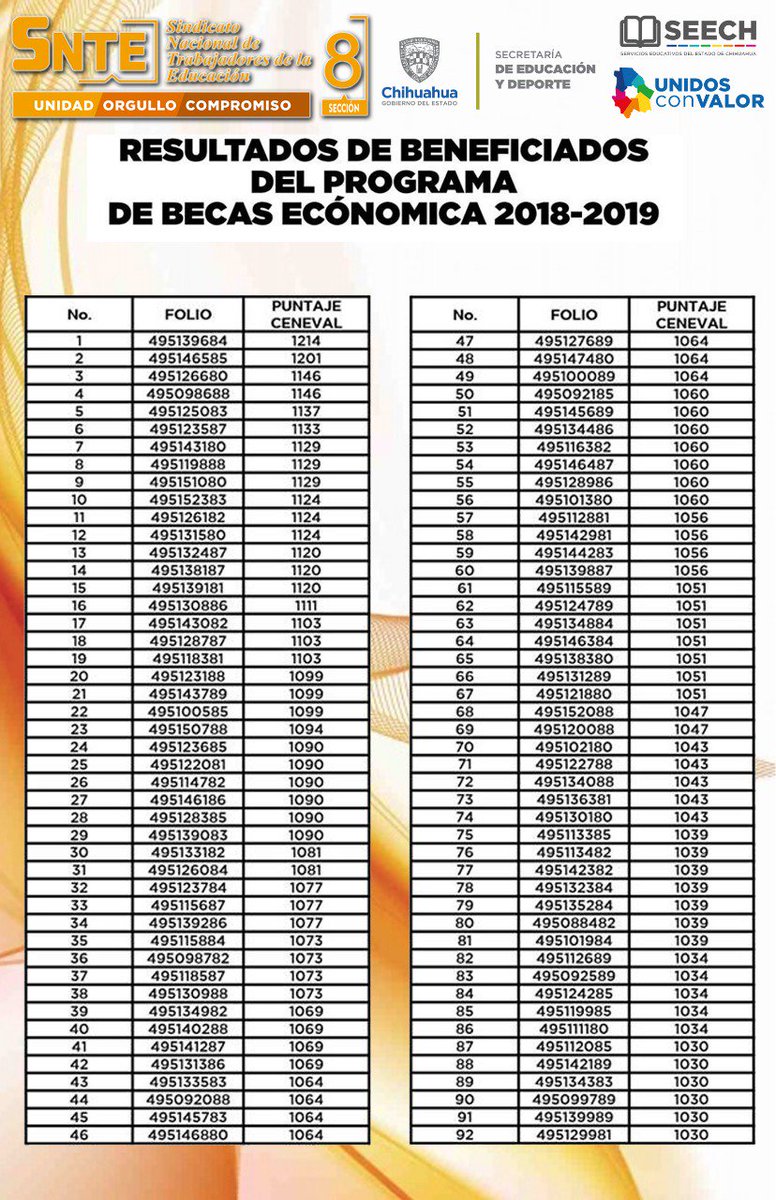 SNTE
Sindicato
Nacional de
Trabajadores de la
Educación
UNIDAD ORGULLO COMPROMISO
8
SECCIÓN
Chihuahua
GOBIERNO DEL ESTADO
SECRETARÍA
DE EDUCACIÓN
Y DEPORTE
SEECH
SERVICIOS EDUCATIVOS DEL ESTADO DE CHIHUAHUA
UNIDOS
conVALOR
RESULTADOS DE BENEFICIADOS
DEL PROGRAMA
DE BECAS ECÓNOMICA 2018-2019
No. FOLIO PUNTAJE CENEVAL
1 495139684 1214
2 495146585 1201
3 495126680 1146
4 495098688 1146
5 495125083 1137
6 495123587 1133
7 495143180 1129
8 495119888 1129
9 495151080 1129
10 495152383 1124
11 495126182 1124
12 495131580 1124
13 495132487 1120
14 495138187 1120
15 495139181 1120
16 495130886 1111
17 495143082 1103
18 495128787 1103
19 495118381 1103
20 495123188 1099
21 495143789 1099
22 495100585 1099
23 495150788 1094
24 495123685 1090
25 495122081 1090
26 495114782 1090
27 495146186 1090
28 495128385 1090
29 495139083 1090
30 495133182 1081
31 495126084 1081
32 495123784 1077
33 495115687 1077
34 495139286 1077
35 495115884 1073
36 495098782 1073
37 495118587 1073
38 495130988 1073
39 495134982 1069
40 495140288 1069
41 495141287 1069
42 495131386 1069
43 495133583 1064
44 495092088 1064
45 495145783 1064
46 495146880 1064
No. FOLIO PUNTAJE CENEVAL
47 495127689 1064
48 495147480 1064
49 495100089 1064
50 495092185 1060
51 495145689 1060
52 495134486 1060
53 495116382 1060
54 495146487 1060
55 495128986 1060
56 495101380 1060
57 495112881 1056
58 495142981 1056
59 495144283 1056
60 495139887 1056
61 495115589 1051
62 495124789 1051
63 495134884 1051
64 495146384 1051
65 495138380 1051
66 495131289 1051
67 495121880 1051
68 495152088 1047
69 495120088 1047
70 495102180 1043
71 495122788 1043
72 495134088 1043
73 495136381 1043
74 495130180 1043
75 495113385 1039
76 495113482 1039
77 495142382 1039
78 495132384 1039
79 495135284 1039
80 495088482 1039
81 495101984 1039
82 495112689 1034
83 495092589 1034
84 495124285 1034
85 495119985 1034
86 495111180 1034
87 495112085 1030
88 495142189 1030
89 495134383 1030
90 495099789 1030
91 495139989 1030
92 495129981 1030